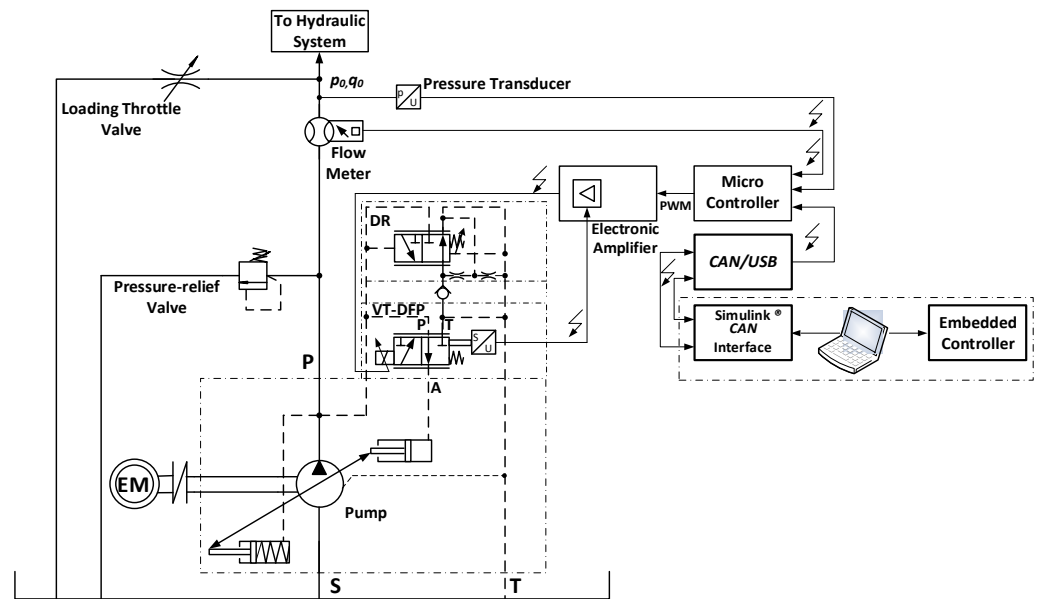 To Hydraulic
System
p₀,q₀
Pressure Transducer
p
U
Loading Throttle
Valve
Flow
Meter
Micro
Controller
PWM
Electronic
Amplifier
DR
CAN/USB
Pressure-relief
Valve
VT-DFP
P
T
S
U
A
Simulink ®
CAN
Interface
Embedded
Controller
P
EM
Pump
S
T